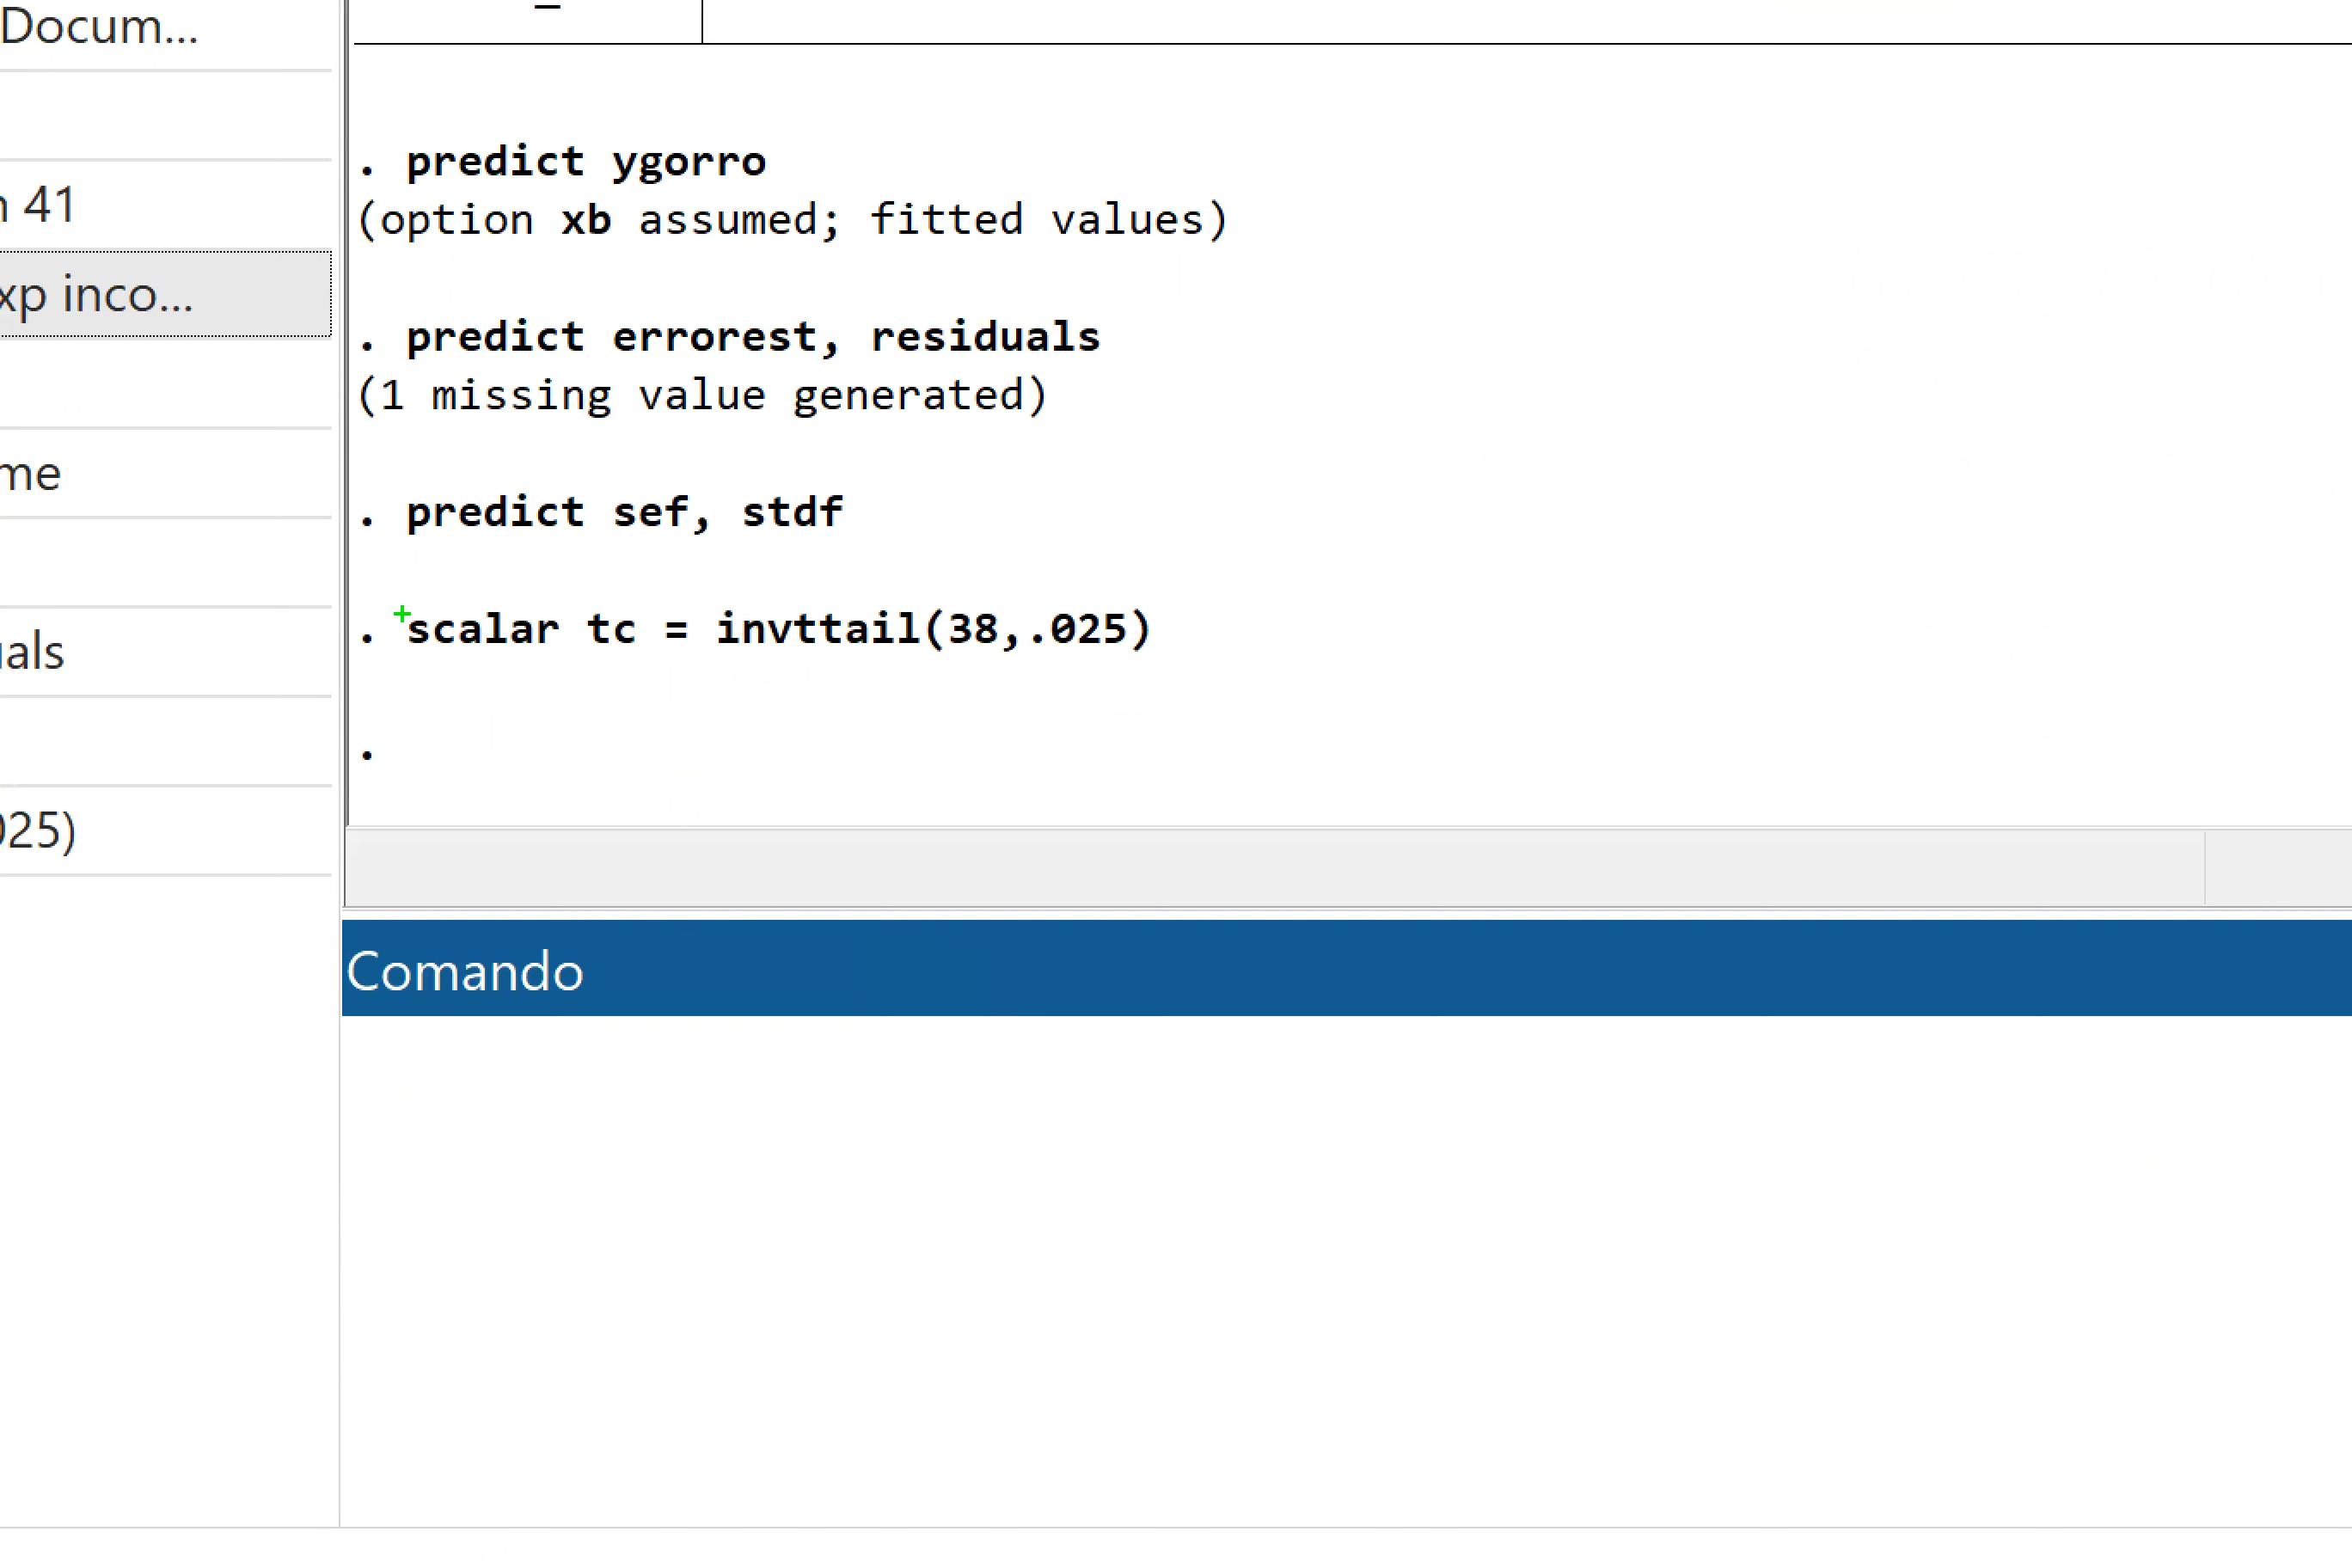 Docum...
41
xp inco...
me
als
025)
. predict ygorro
(option xb assumed; fitted values)
. predict errorest, residuals
(1 missing value generated)
. predict sef, stdf
. scalar tc = invttail(38,.025)
.
Comando